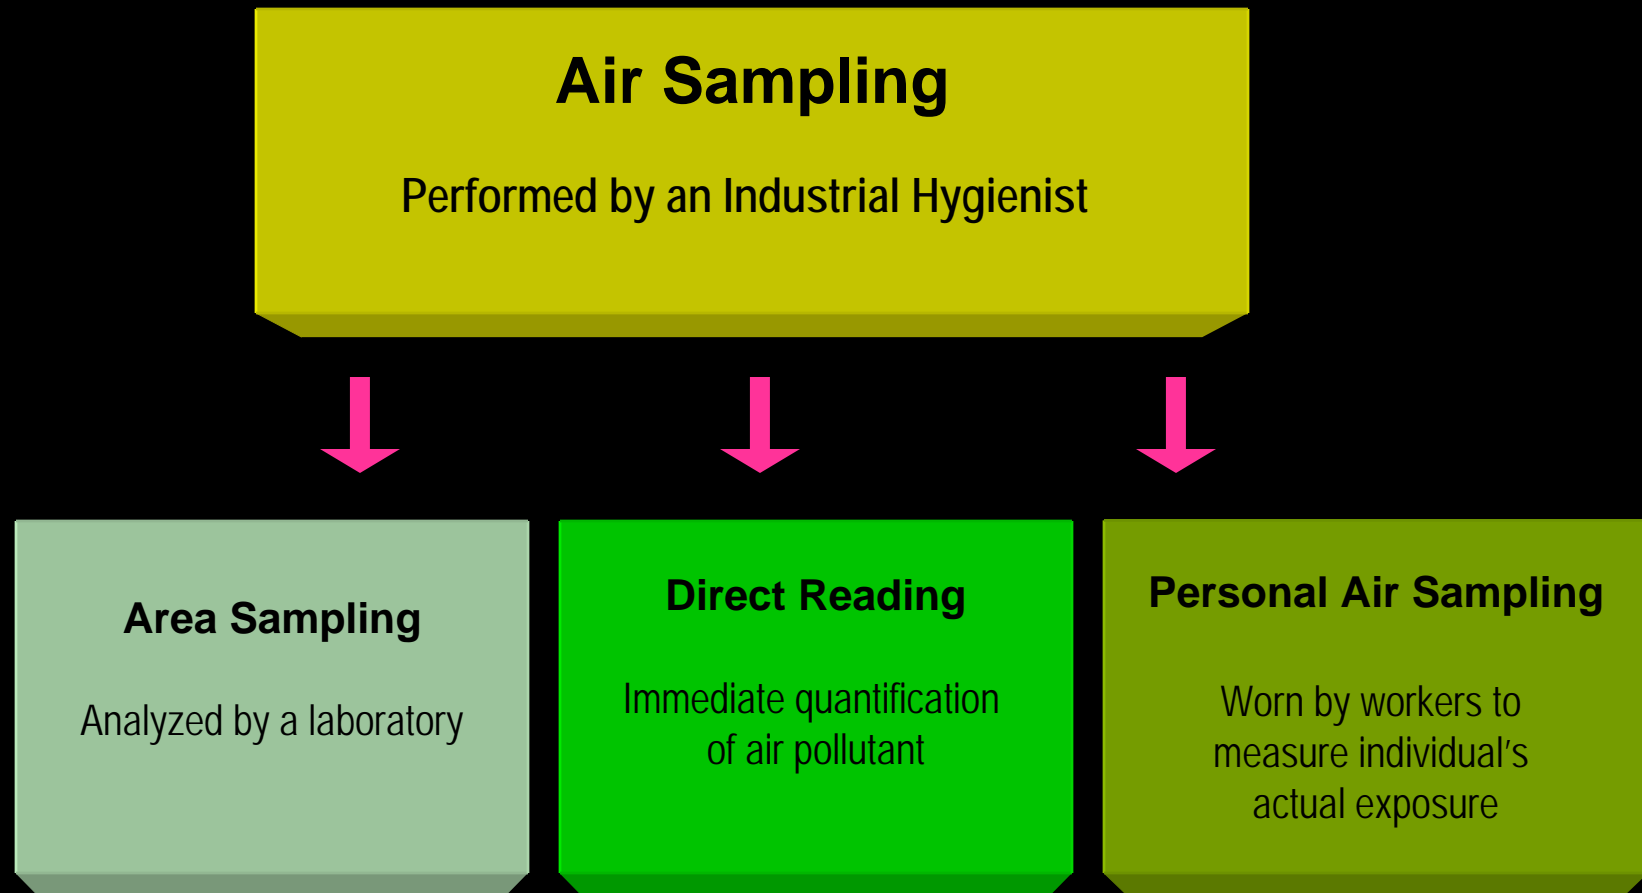 Air Sampling
Performed by an Industrial Hygienist
Area Sampling
Analyzed by a laboratory
Direct Reading
Immediate quantification
of air pollutant
Personal Air Sampling
Worn by workers to
measure individual's
actual exposure